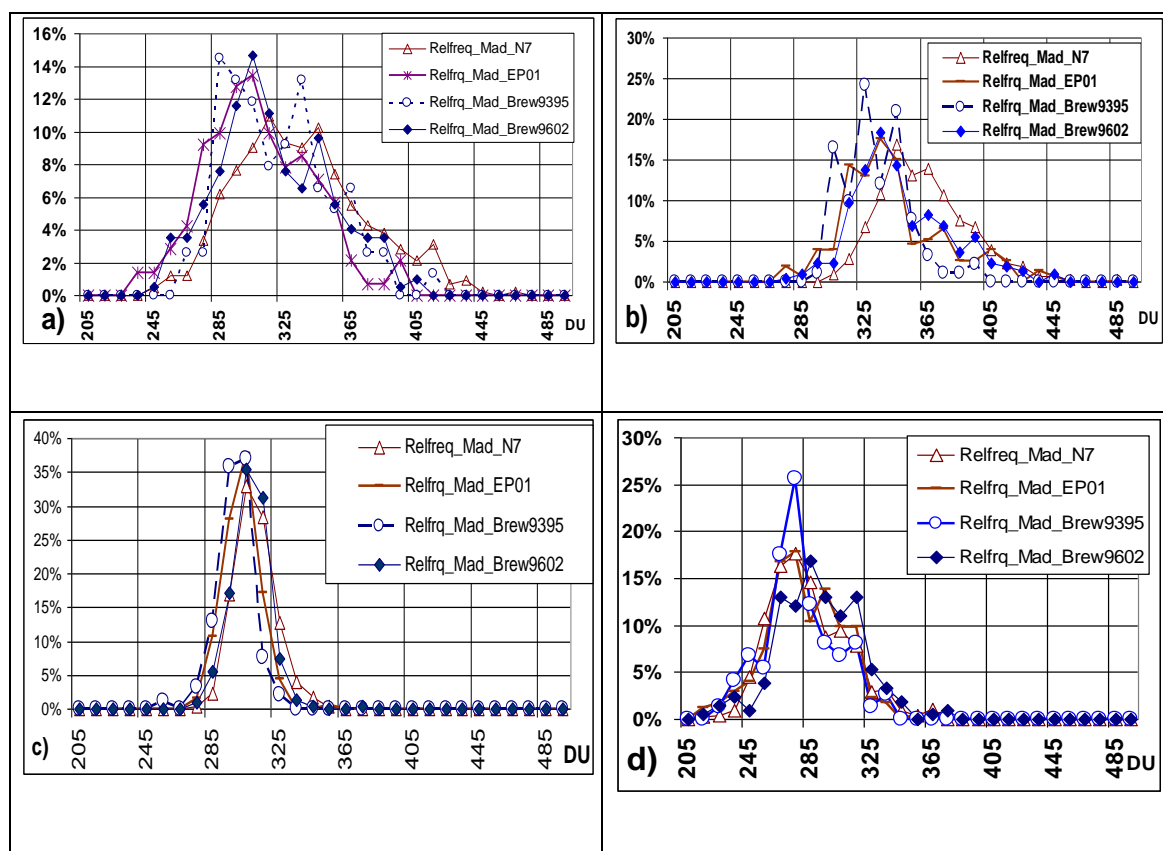 16%
14%
12%
10%
8%
6%
4%
2%
0%
Relfreq_Mad_N7
Relfrq_Mad_EP01
Relfrq_Mad_Brew9395
Relfrq_Mad_Brew9602
a)
205
245
285
325
365
405
445
485
DU
30%
25%
20%
15%
10%
5%
0%
Relfreq_Mad_N7
Relfrq_Mad_EP01
Relfrq_Mad_Brew9395
Relfrq_Mad_Brew9602
b)
205
245
285
325
365
405
445
485
DU
40%
35%
30%
25%
20%
15%
10%
5%
0%
Relfreq_Mad_N7
Relfrq_Mad_EP01
Relfrq_Mad_Brew9395
Relfrq_Mad_Brew9602
c)
205
245
285
325
365
405
445
485
DU
30%
25%
20%
15%
10%
5%
0%
Relfreq_Mad_N7
Relfrq_Mad_EP01
Relfrq_Mad_Brew9395
Relfrq_Mad_Brew9602
d)
205
245
285
325
365
405
445
485
DU